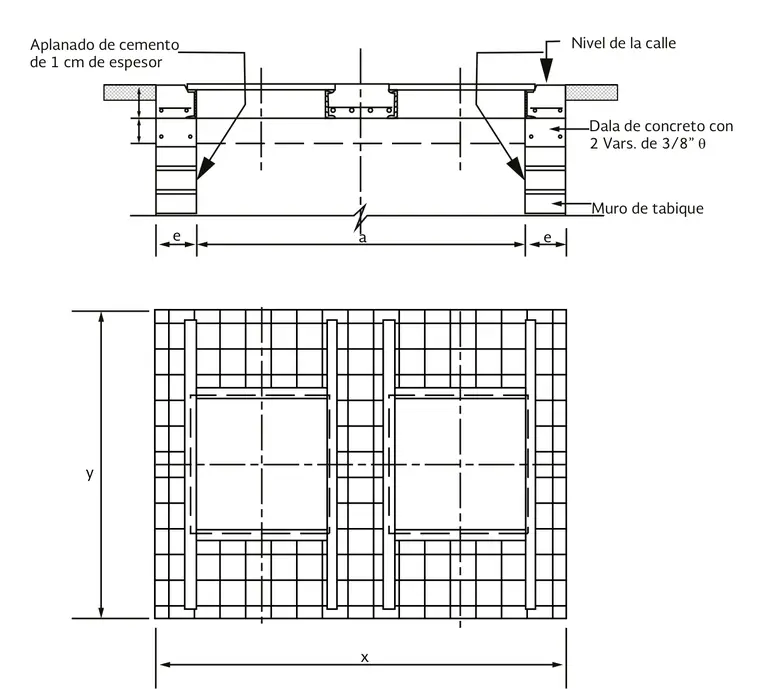 Aplanado de cemento
de 1 cm de espesor
Nivel de la calle
Dala de concreto con
2 Vars. de 3/8” θ
Muro de tabique
e
a
e
y
x